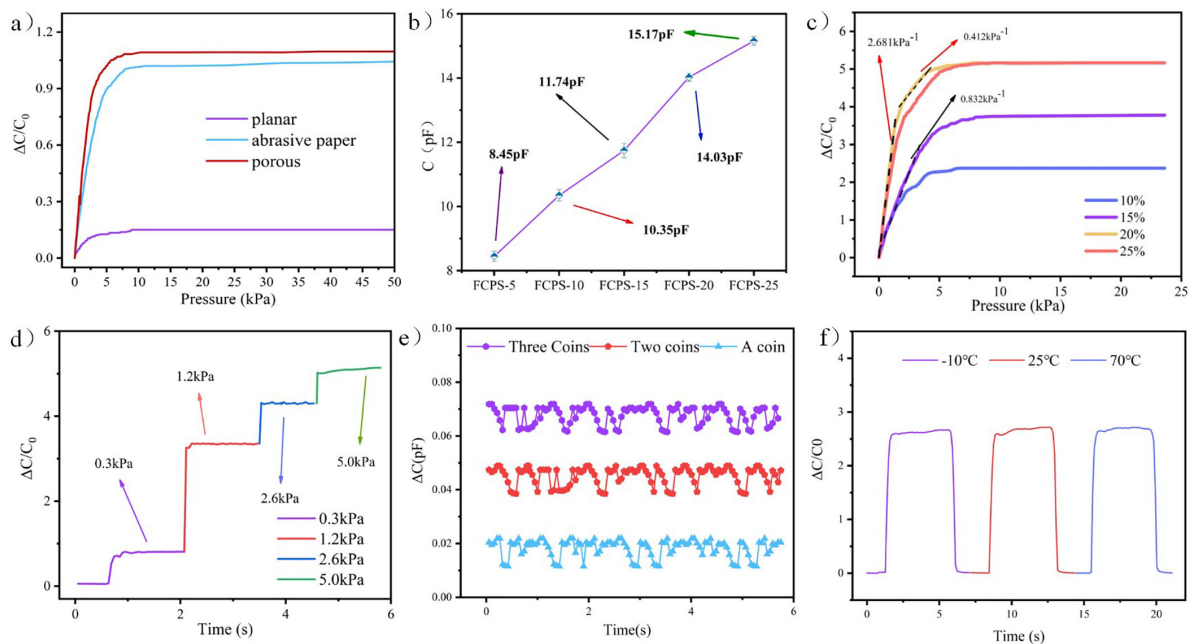 a)
ΔC/C0
1.2
0.9
0.6
0.3
0.0
planar
abrasive paper
porous
0 10 20 30 40 50
Pressure (kPa)
b)
C (pF)
16
14
12
10
8
15.17pF
11.74pF
8.45pF
14.03pF
10.35pF
FCPS-5 FCPS-10 FCPS-15 FCPS-20 FCPS-25
c)
ΔC/C0
6
5
4
3
2
1
0
2.681kPa-1
0.412kPa-1
0.832kPa-1
10%
15%
20%
25%
0 5 10 15 20 25
Pressure (kPa)
d)
ΔC/C0
6
4
2
0
1.2kPa
0.3kPa
5.0kPa
2.6kPa
0.3kPa
1.2kPa
2.6kPa
5.0kPa
0 2 4 6
Time (s)
e)
ΔC(pF)
0.10
0.08
0.06
0.04
0.02
0.00
Three Coins Two coins A coin
0 2 4 6
Time(s)
f)
ΔC/C0
4
3
2
1
0
-10℃ 25℃ 70℃
0 5 10 15 20
Time (s)